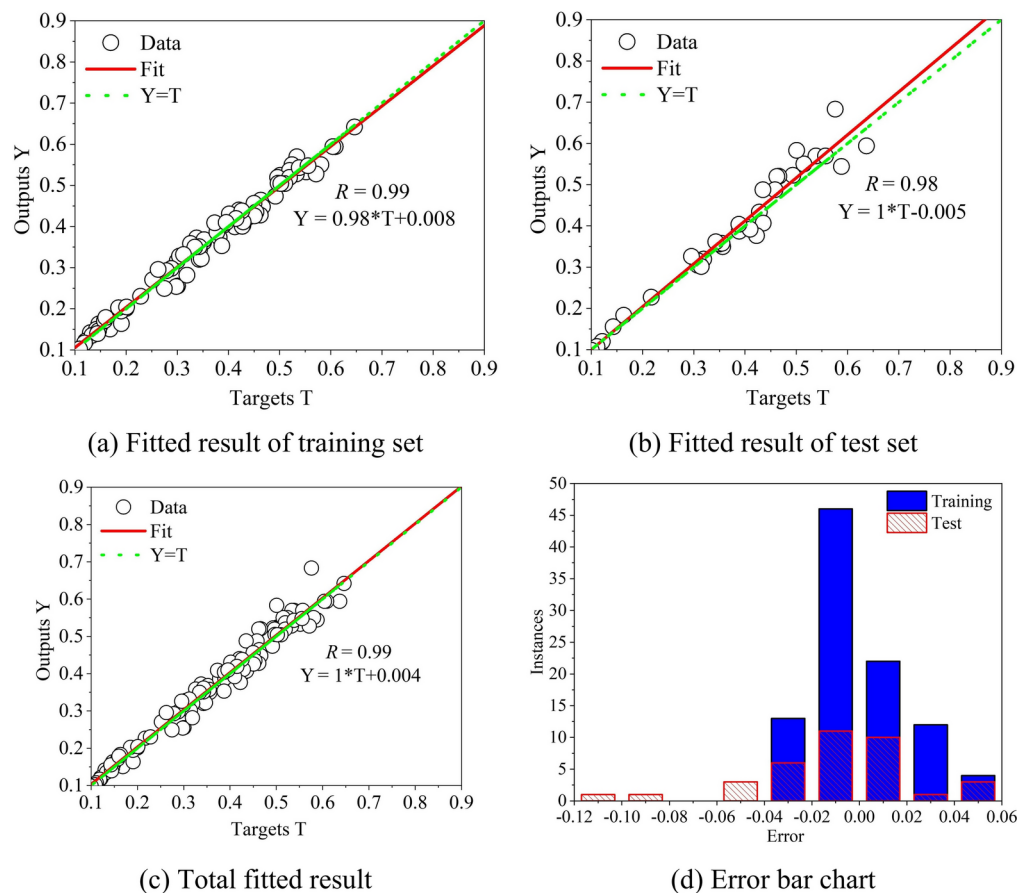 0.9
0.8
0.7
0.6
0.5
0.4
0.3
0.2
0.1
Outputs Y
Data
Fit
Y=T
R = 0.99
Y = 0.98*T+0.008
0.1 0.2 0.3 0.4 0.5 0.6 0.7 0.8 0.9
Targets T
(a) Fitted result of training set
0.9
0.8
0.7
0.6
0.5
0.4
0.3
0.2
0.1
Outputs Y
Data
Fit
Y=T
R = 0.98
Y = 1*T-0.005
0.1 0.2 0.3 0.4 0.5 0.6 0.7 0.8 0.9
Targets T
(b) Fitted result of test set
0.9
0.8
0.7
0.6
0.5
0.4
0.3
0.2
0.1
Outputs Y
Data
Fit
Y=T
R = 0.99
Y = 1*T+0.004
0.1 0.2 0.3 0.4 0.5 0.6 0.7 0.8 0.9
Targets T
(c) Total fitted result
50
45
40
35
30
25
20
15
10
5
0
Instances
Training
Test
-0.12 -0.10 -0.08 -0.06 -0.04 -0.02 0.00 0.02 0.04 0.06
Error
(d) Error bar chart